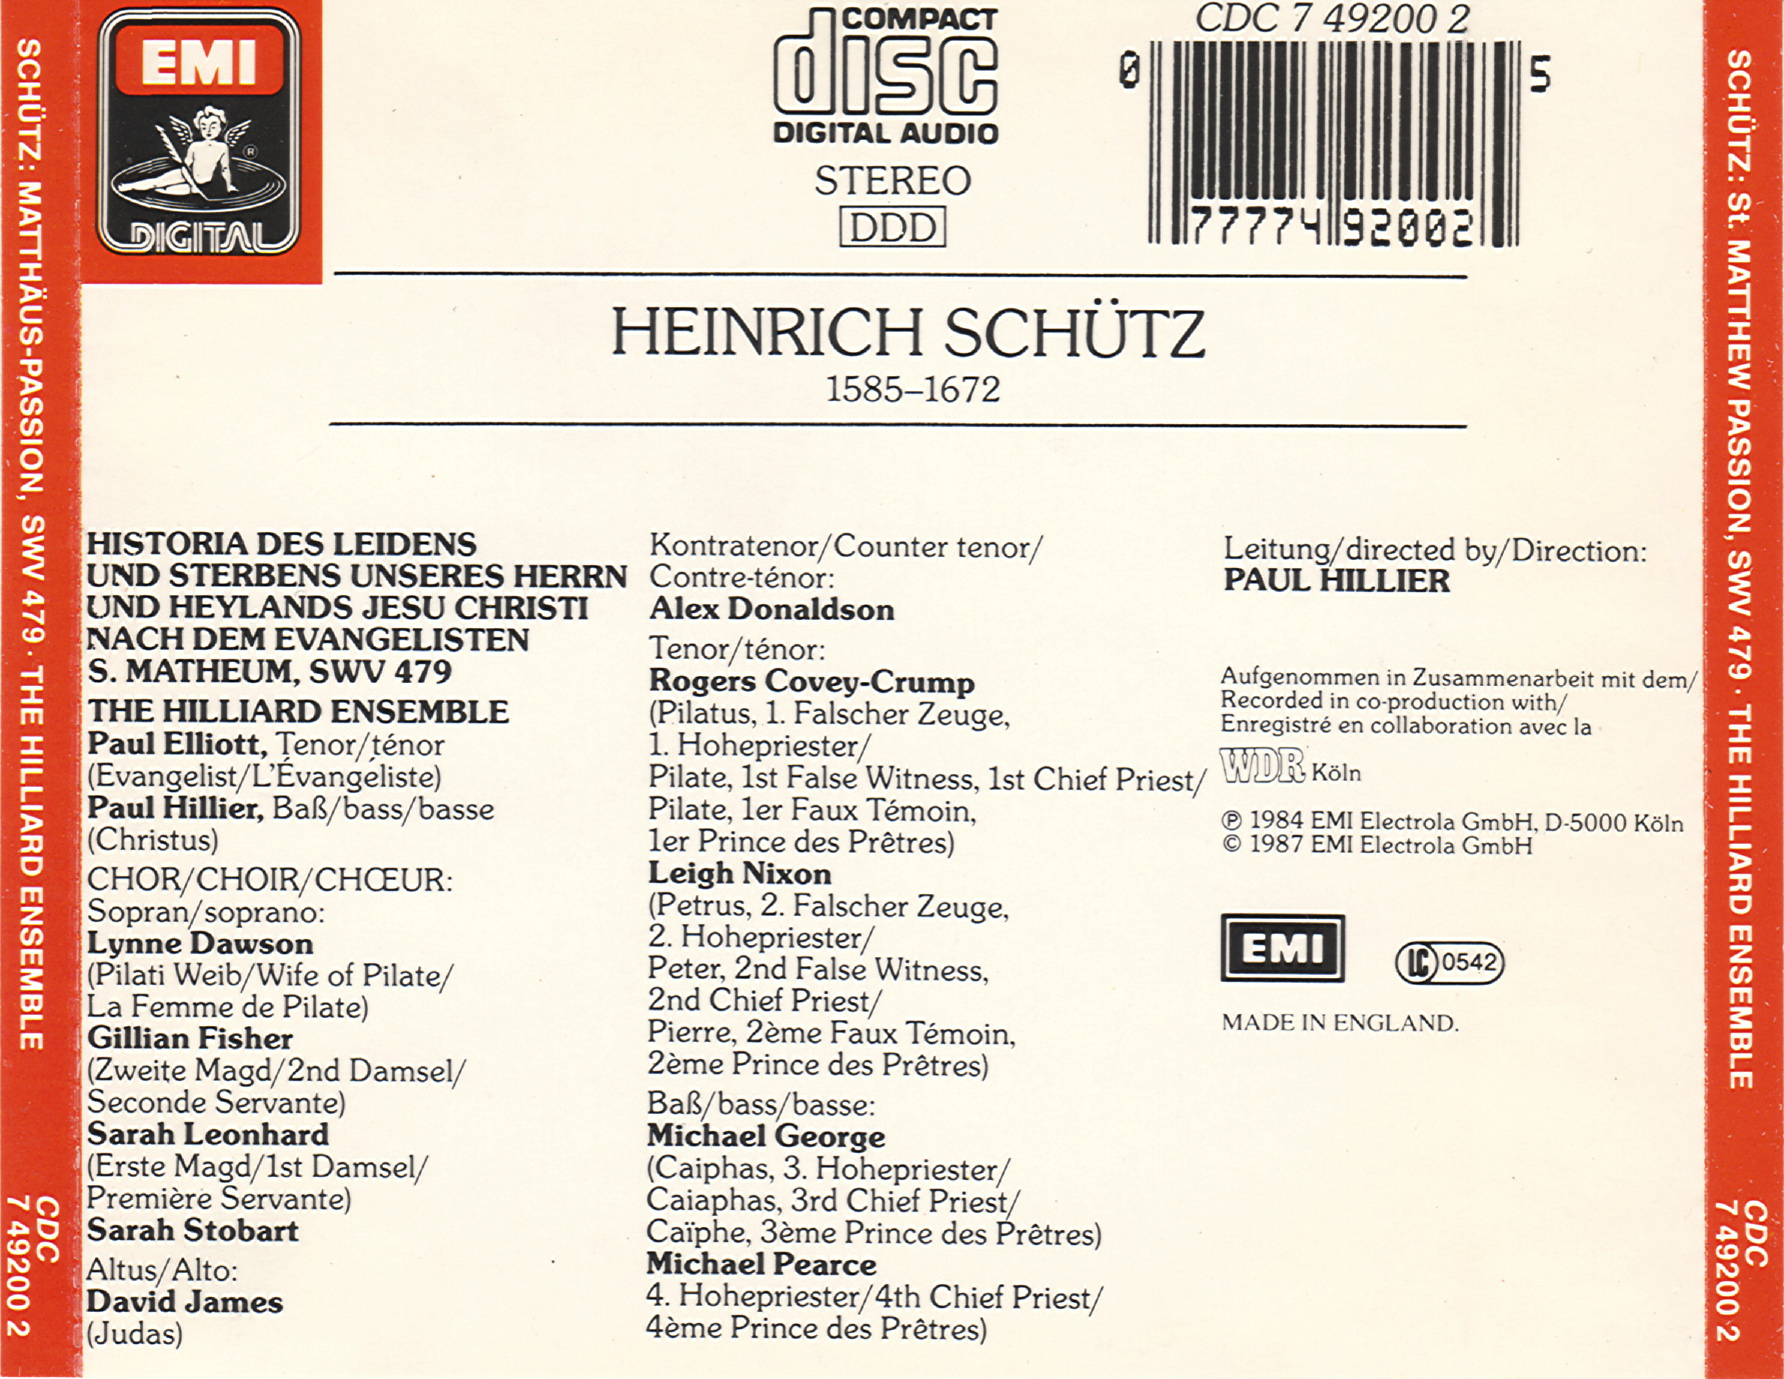 SCHÜTZ: MATTHÄUS-PASSION, SWV 479 · THE HILLIARD ENSEMBLE
CDC
7 49200 2
EMI
®
DIGITAL
COMPACT
disc
DIGITAL AUDIO
STEREO
DDD
CDC 7 49200 2
0 77774 92002 5
HEINRICH SCHÜTZ
1585–1672
HISTORIA DES LEIDENS
UND STERBENS UNSERES HERRN
UND HEYLANDS JESU CHRISTI
NACH DEM EVANGELISTEN
S. MATHEUM, SWV 479
THE HILLIARD ENSEMBLE
Paul Elliott, Tenor/ténor
(Evangelist/L'Évangéliste)
Paul Hillier, Baß/bass/basse
(Christus)
CHOR/CHOIR/CHŒUR:
Sopran/soprano:
Lynne Dawson
(Pilati Weib/Wife of Pilate/
La Femme de Pilate)
Gillian Fisher
(Zweite Magd/2nd Damsel/
Seconde Servante)
Sarah Leonhard
(Erste Magd/1st Damsel/
Première Servante)
Sarah Stobart
Altus/Alto:
David James
(Judas)
Kontratenor/Counter tenor/
Contre-ténor:
Alex Donaldson
Tenor/ténor:
Rogers Covey-Crump
(Pilatus, 1. Falscher Zeuge,
1. Hohepriester/
Pilate, 1st False Witness, 1st Chief Priest/
Pilate, 1er Faux Témoin,
1er Prince des Prêtres)
Leigh Nixon
(Petrus, 2. Falscher Zeuge,
2. Hohepriester/
Peter, 2nd False Witness,
2nd Chief Priest/
Pierre, 2ème Faux Témoin,
2ème Prince des Prêtres)
Baß/bass/basse:
Michael George
(Caiphas, 3. Hohepriester/
Caiaphas, 3rd Chief Priest/
Caïphe, 3ème Prince des Prêtres)
Michael Pearce
4. Hohepriester/4th Chief Priest/
4ème Prince des Prêtres)
Leitung/directed by/Direction:
PAUL HILLIER
Aufgenommen in Zusammenarbeit mit dem/
Recorded in co-production with/
Enregistré en collaboration avec la
WDR Köln
℗ 1984 EMI Electrola GmbH, D-5000 Köln
© 1987 EMI Electrola GmbH
EMI
LC 0542
MADE IN ENGLAND.
SCHÜTZ: St. MATTHEW PASSION, SWV 479 · THE HILLIARD ENSEMBLE
CDC
7 49200 2